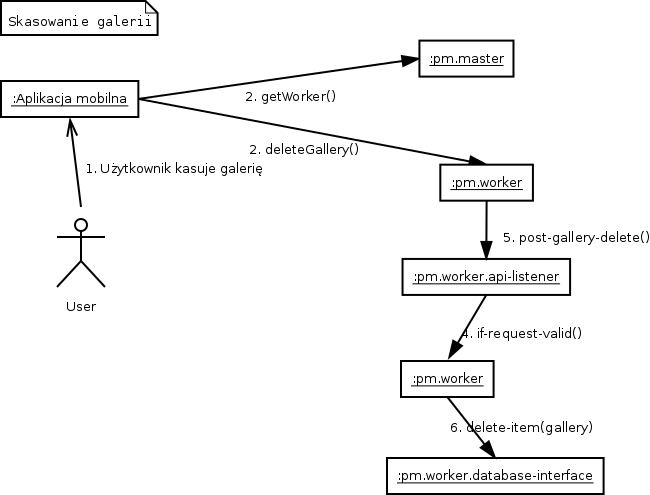 Skasowanie galerii
:pm.master
:Aplikacja mobilna
2. getWorker()
2. deleteGallery()
1. Użytkownik kasuje galerię
:pm.worker
5. post-gallery-delete()
:pm.worker.api-listener
User
4. if-request-valid()
:pm.worker
6. delete-item(gallery)
:pm.worker.database-interface